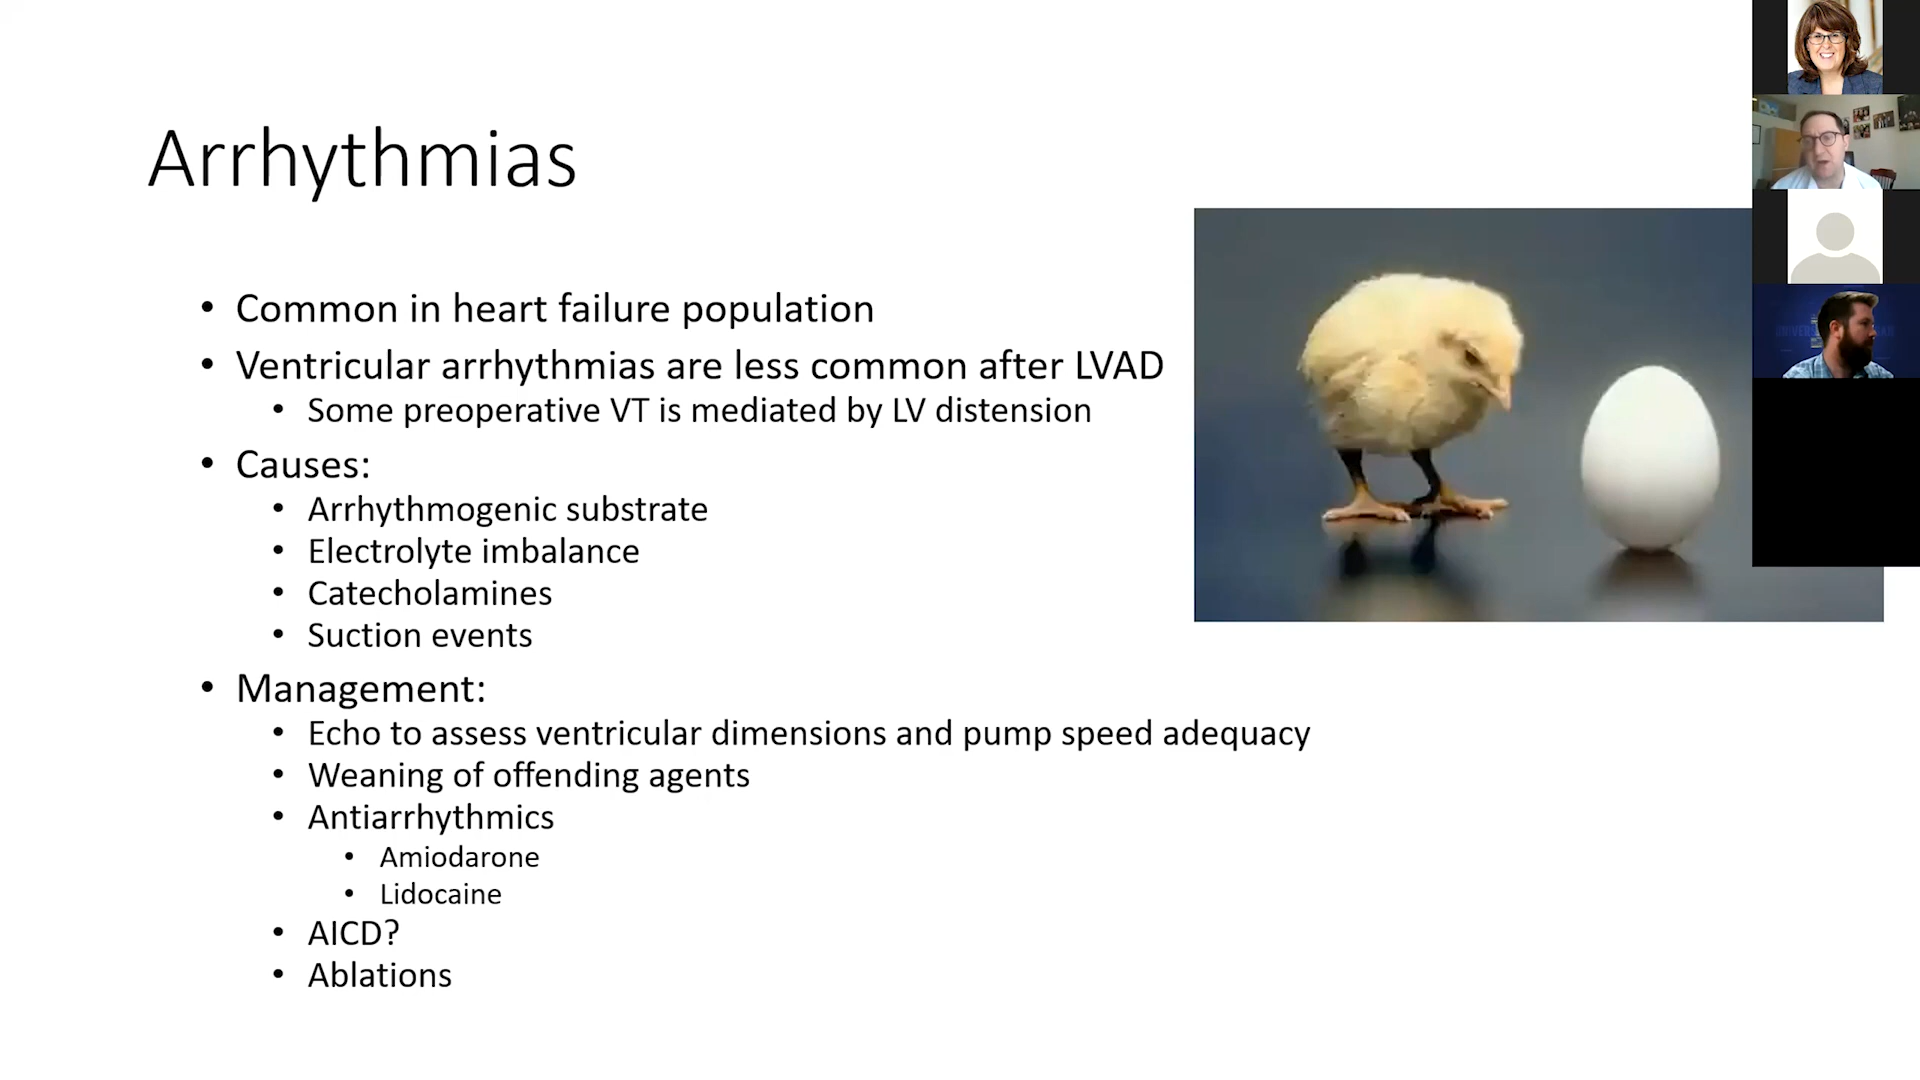 Arrhythmias
• Common in heart failure population
• Ventricular arrhythmias are less common after LVAD
• Some preoperative VT is mediated by LV distension
• Causes:
• Arrhythmogenic substrate
• Electrolyte imbalance
• Catecholamines
• Suction events
• Management:
• Echo to assess ventricular dimensions and pump speed adequacy
• Weaning of offending agents
• Antiarrhythmics
• Amiodarone
• Lidocaine
• AICD?
• Ablations